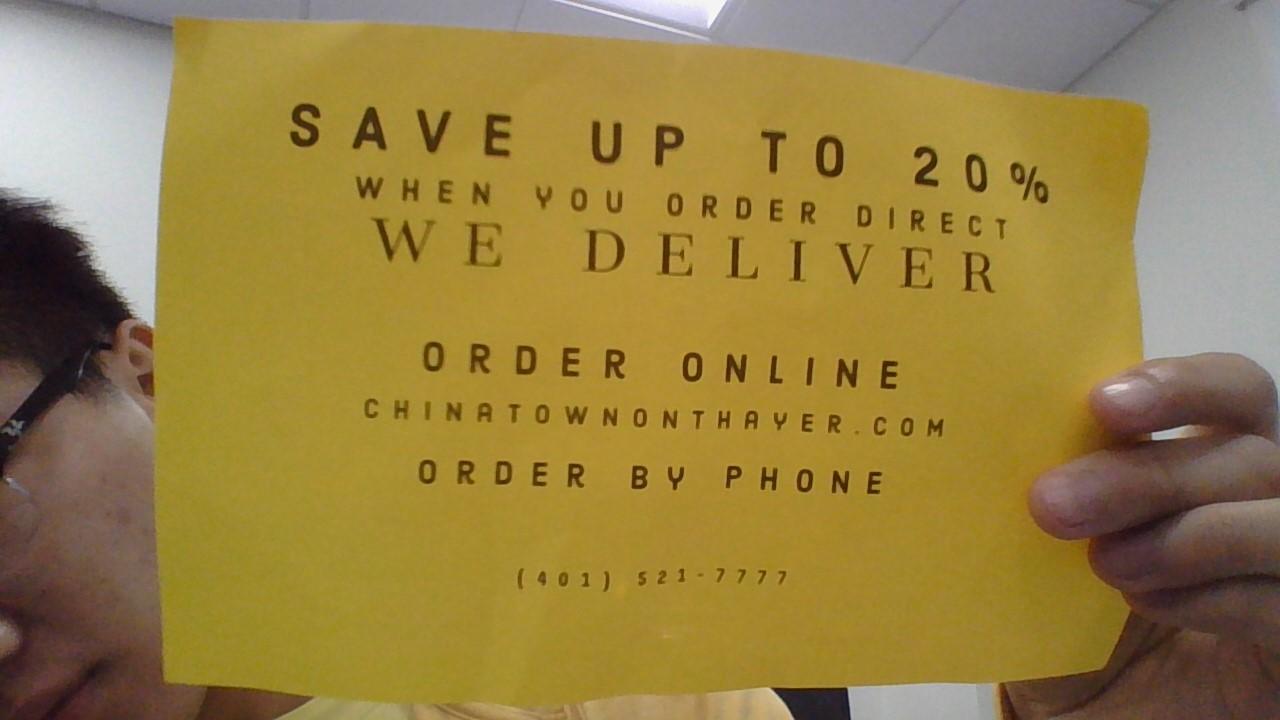 SAVE UP TO 20%
WHEN YOU ORDER DIRECT
WE DELIVER
ORDER ONLINE
CHINATOWNONTHAYER.COM
ORDER BY PHONE
(401) 521-7777